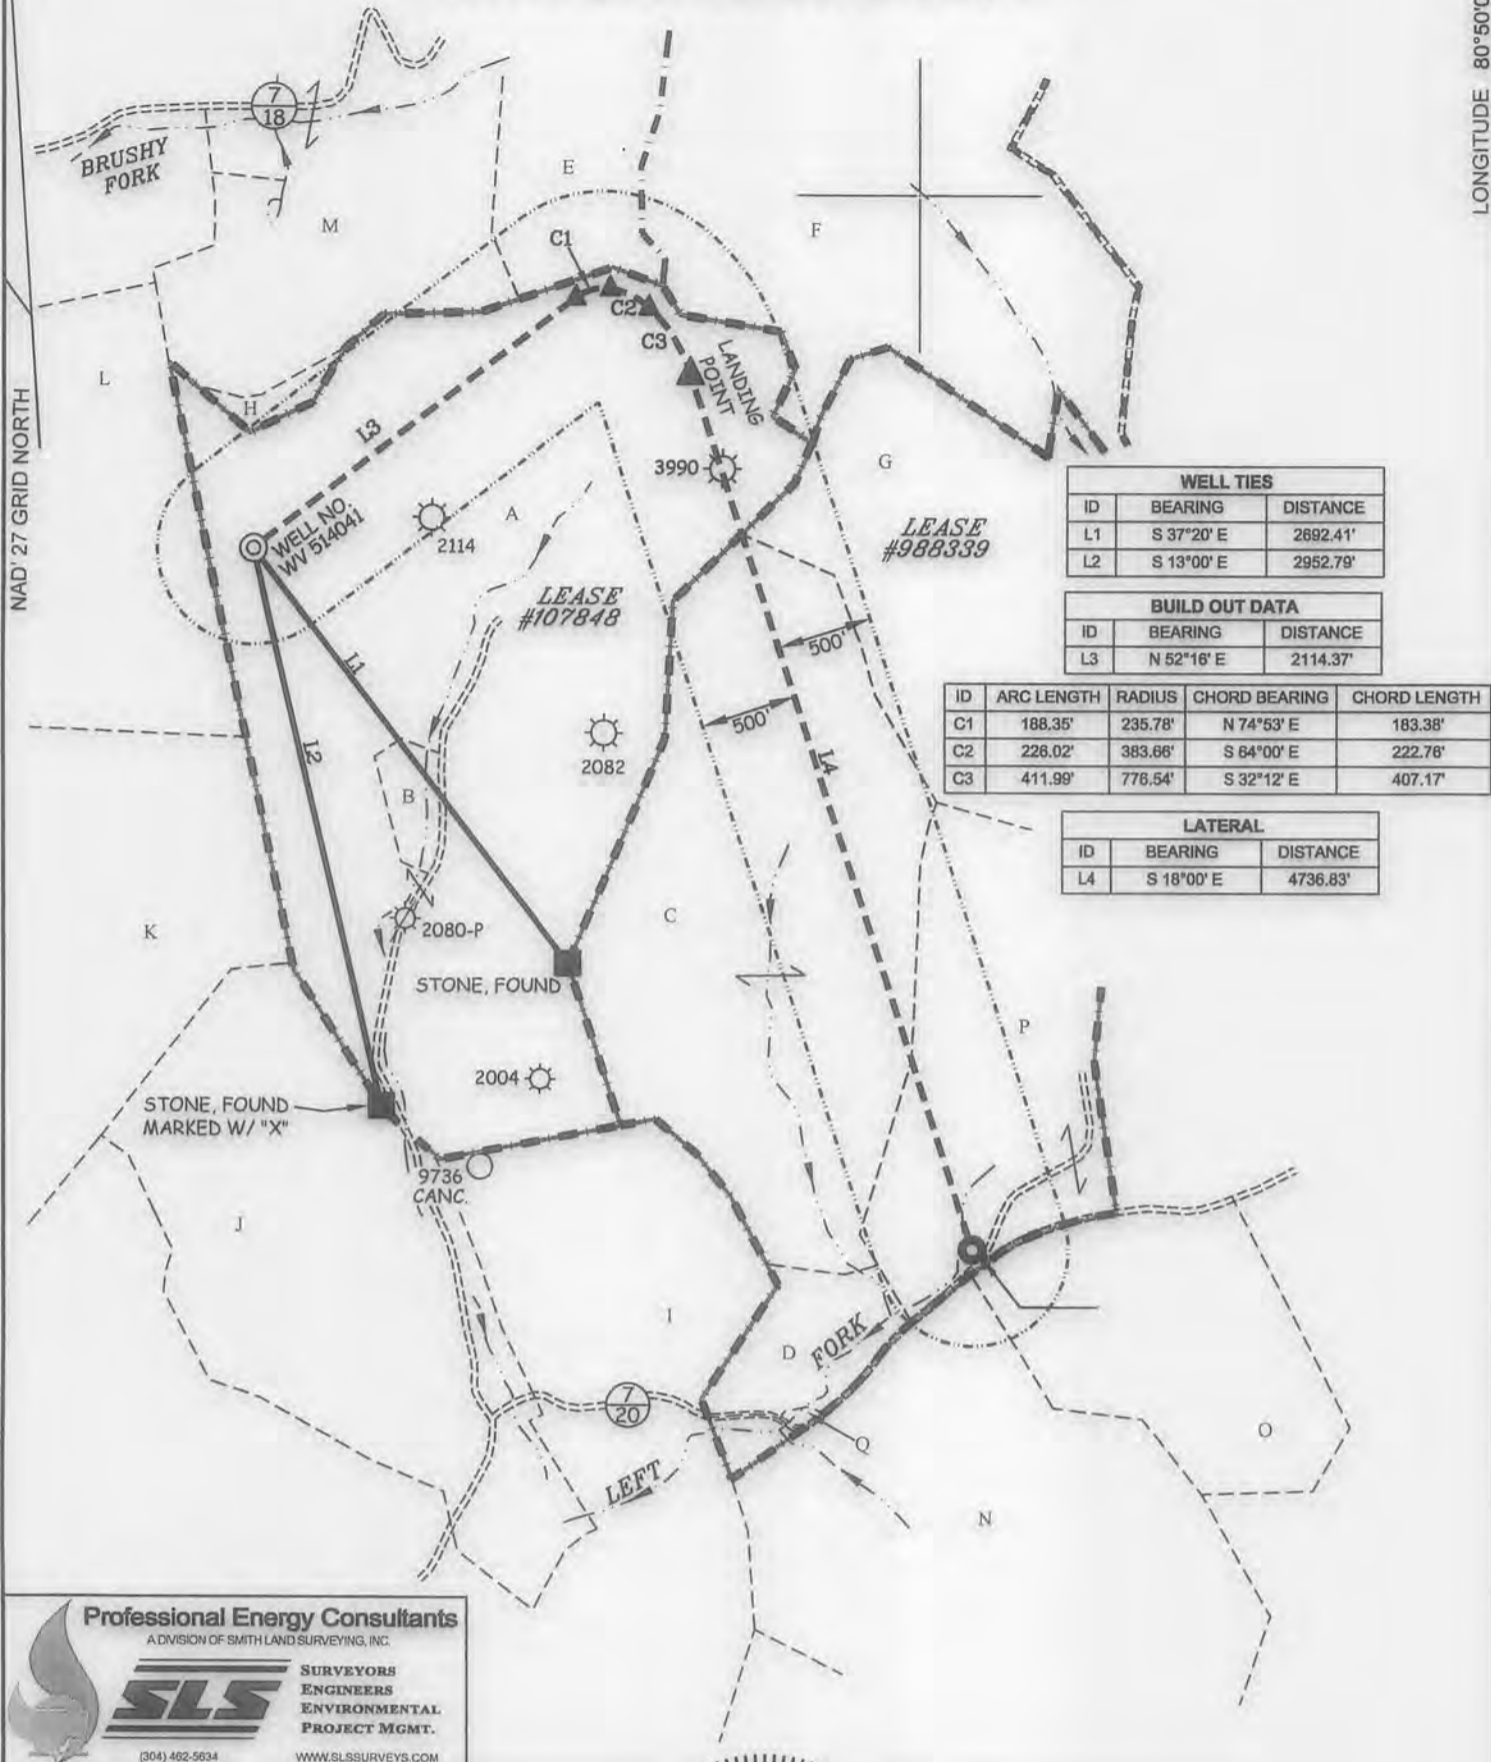 LONGITUDE 80°50'0
NAD' 27 GRID NORTH
7
18
BRUSHY
FORK
E
M
F
C1
C2
C3
LANDING
POINT
L
H
L3
3990
G
A
2114
WELL NO.
WV 514041
LEASE
#988339
LEASE
#107848
WELL TIES
ID BEARING DISTANCE
L1 S 37°20' E 2692.41'
L2 S 13°00' E 2952.79'
BUILD OUT DATA
ID BEARING DISTANCE
L3 N 52°16' E 2114.37'
ID ARC LENGTH RADIUS CHORD BEARING CHORD LENGTH
C1 188.35' 235.78' N 74°53' E 183.38'
C2 226.02' 383.66' S 64°00' E 222.76'
C3 411.99' 776.54' S 32°12' E 407.17'
LATERAL
ID BEARING DISTANCE
L4 S 18°00' E 4736.83'
500'
500'
L1
L2
L4
2082
B
2080-P
C
K
STONE, FOUND
P
2004
STONE, FOUND
MARKED W/ "X"
9736
CANC.
J
I
D
FORK
7
20
Q
O
LEFT
N
Professional Energy Consultants
A DIVISION OF SMITH LAND SURVEYING, INC.
SLS
SURVEYORS
ENGINEERS
ENVIRONMENTAL
PROJECT MGMT.
(304) 462-5634 WWW.SLSSURVEYS.COM